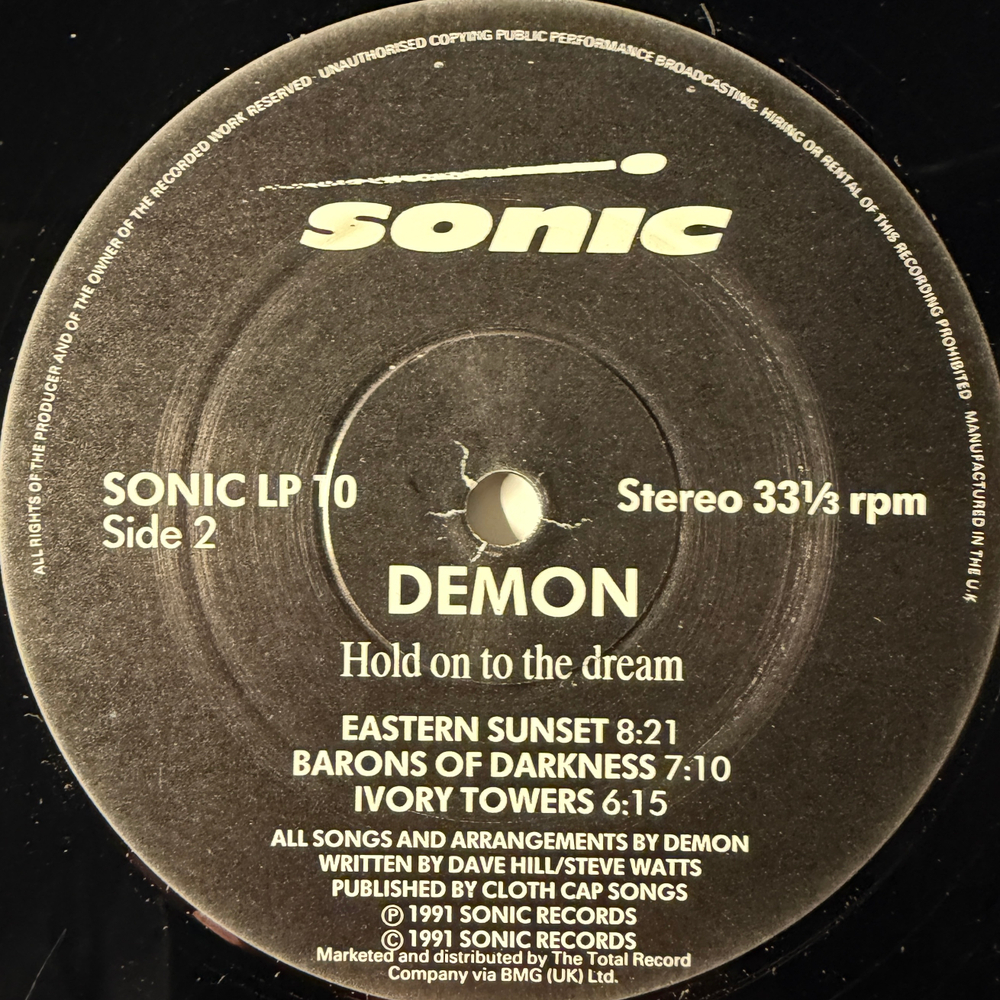 ALL RIGHTS OF THE PRODUCER AND OF THE OWNER OF THE RECORDED WORK RESERVED · UNAUTHORISED COPYING PUBLIC PERFORMANCE BROADCASTING, HIRING OR RENTAL OF THIS RECORDING PROHIBITED · MANUFACTURED IN THE U.K
sonic
SONIC LP 10
Side 2
Stereo 33⅓ rpm
DEMON
Hold on to the dream
EASTERN SUNSET 8:21
BARONS OF DARKNESS 7:10
IVORY TOWERS 6:15
ALL SONGS AND ARRANGEMENTS BY DEMON
WRITTEN BY DAVE HILL/STEVE WATTS
PUBLISHED BY CLOTH CAP SONGS
℗ 1991 SONIC RECORDS
© 1991 SONIC RECORDS
Marketed and distributed by The Total Record
Company via BMG (UK) Ltd.